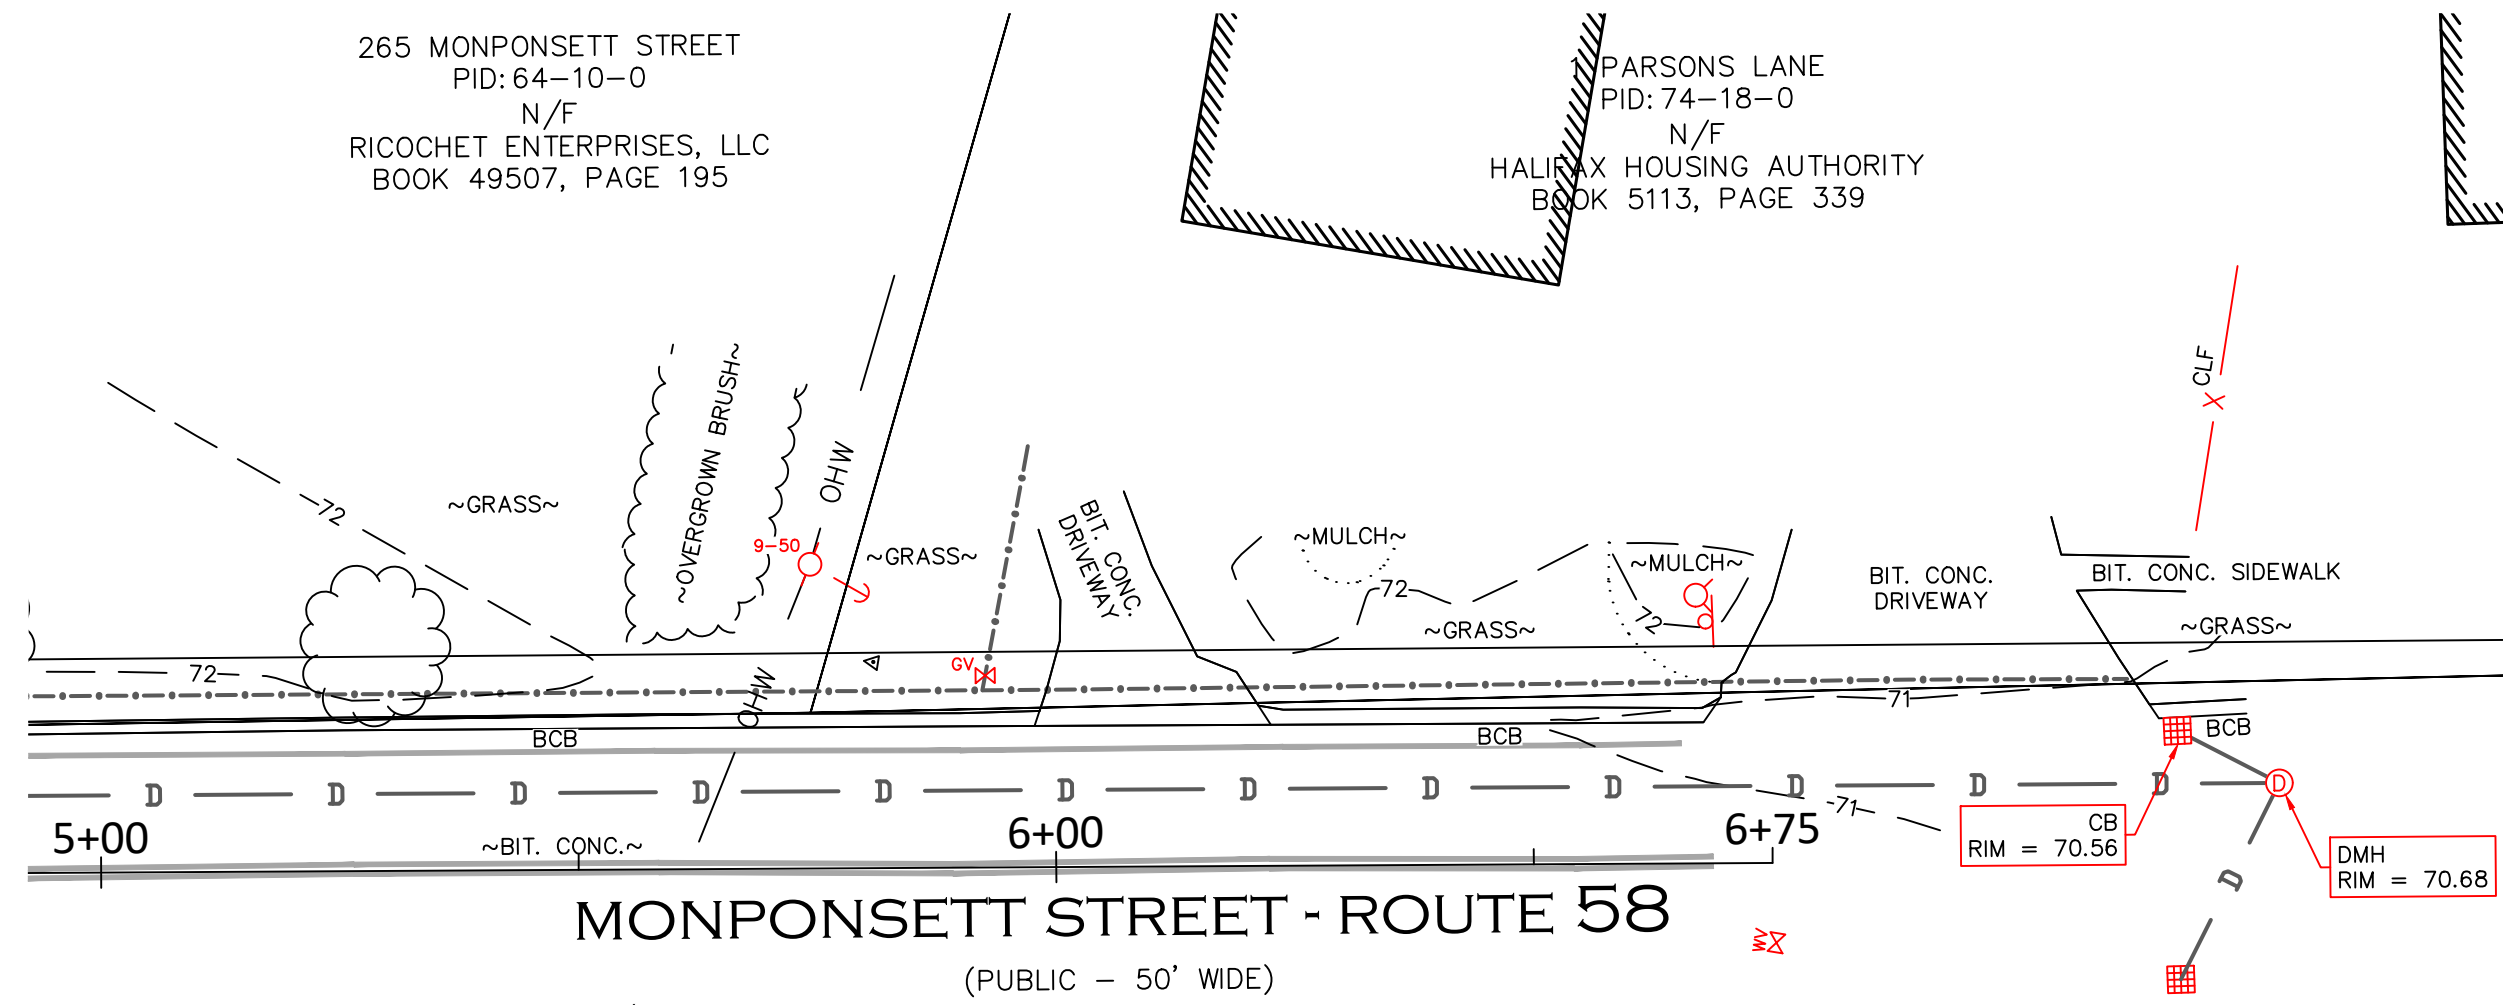 265 MONPONSETT STREET
PID: 64-10-0
N/F
RICOCHET ENTERPRISES, LLC
BOOK 49507, PAGE 195
1 PARSONS LANE
PID: 74-18-0
N/F
HALIFAX HOUSING AUTHORITY
BOOK 5113, PAGE 339
CLF
X
72
~GRASS~
~OVERGROWN BRUSH~
OHW
9-50
~GRASS~
BIT. CONC.
DRIVEWAY
~MULCH~
72
~GRASS~
~MULCH~
72
BIT. CONC.
DRIVEWAY
BIT. CONC. SIDEWALK
~GRASS~
72
GV
OHW
71
BCB
BCB
BCB
D D D D D D D D D D D D
D
71
5+00
6+00
6+75
~BIT. CONC.~
CB
RIM = 70.56
DMH
RIM = 70.68
D
MONPONSETT STREET - ROUTE 58
MW
(PUBLIC - 50' WIDE)